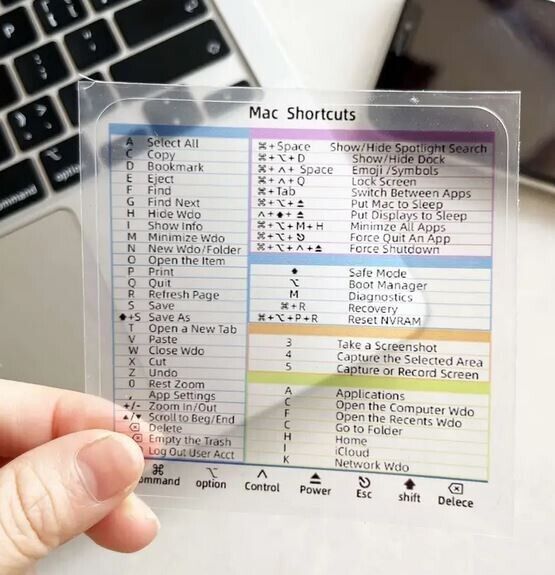 Mac Shortcuts
A Select All
C Copy
D Bookmark
E Eject
F Find
G Find Next
H Hide Wdo
I Show Info
M Minimize Wdo
N New Wdo/Folder
O Open the Item
P Print
Q Quit
R Refresh Page
S Save
⬆+S Save As
T Open a New Tab
V Paste
W Close Wdo
X Cut
Z Undo
0 Rest Zoom
, App Settings
+/- Zoom In/Out
▲/▼ Scroll to Beg/End
⌫ Delete
⌫ Empty the Trash
Log Out User Acct
⌘+Space Show/Hide Spotlight Search
⌘+⌥+D Show/Hide Dock
⌘+^+Space Emoji/Symbols
⌘+^+Q Lock Screen
⌘+Tab Switch Between Apps
⌘+⌥+⏏ Put Mac to Sleep
^+⬆+⏏ Put Displays to Sleep
⌘+⌥+M+H Minimze All Apps
⌘+⌥+⎋ Force Quit An App
⌘+⌥+^+⏏ Force Shutdown
⬆ Safe Mode
⌥ Boot Manager
M Diagnostics
⌘+R Recovery
⌘+⌥+P+R Reset NVRAM
3 Take a Screenshot
4 Capture the Selected Area
5 Capture or Record Screen
A Applications
C Open the Computer Wdo
F Open the Recents Wdo
C Go to Folder
H Home
I iCloud
K Network Wdo
⌘ ⌥ ^ ⏏ ⎋ ⬆ ⌫
ommand option Control Power Esc shift Delece